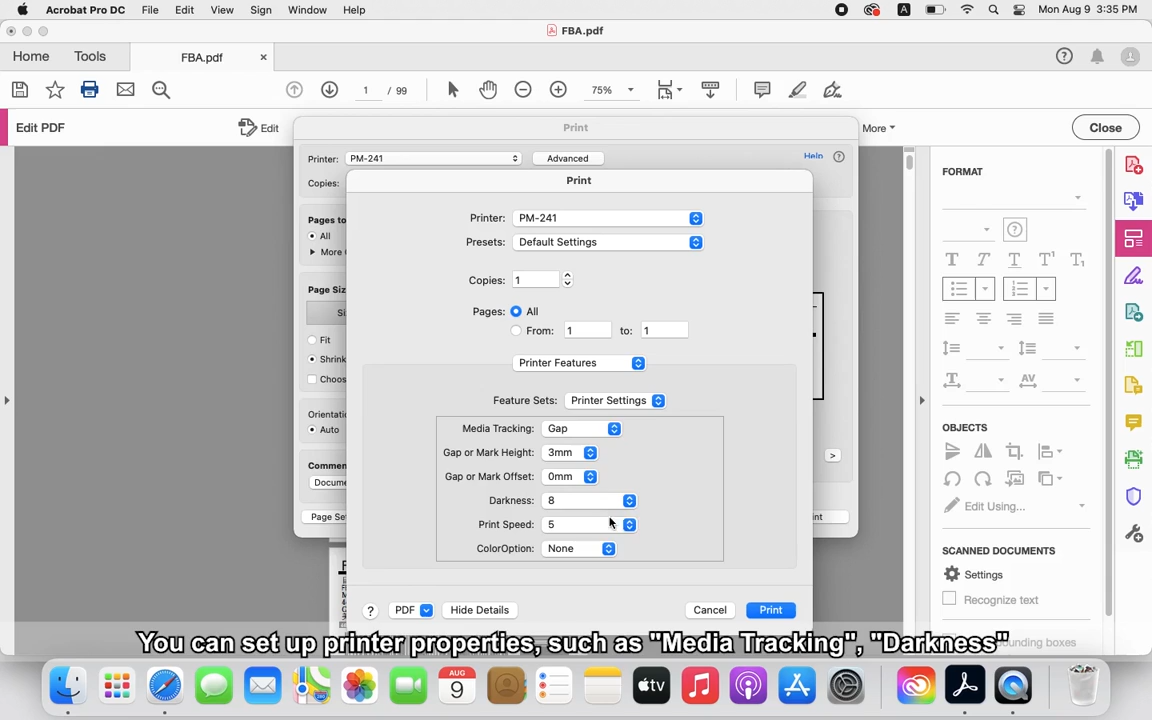 Acrobat Pro DC File Edit View Sign Window Help
A Mon Aug 9 3:35 PM
FBA.pdf
Home Tools FBA.pdf ×
1 / 99 75%
Edit PDF Edit More Close
Print
Printer: PM-241 Advanced Help ?
Copies:
Pages to
All
More
Page Siz
Fit
Shrink
Choos
Orientatio
Auto
Commen
Docume
>
Page Set
int
Print
Printer: PM-241
Presets: Default Settings
Copies: 1
Pages: All
From: 1 to: 1
Printer Features
Feature Sets: Printer Settings
Media Tracking: Gap
Gap or Mark Height: 3mm
Gap or Mark Offset: 0mm
Darkness: 8
Print Speed: 5
ColorOption: None
? PDF Hide Details Cancel Print
FORMAT
OBJECTS
Edit Using...
SCANNED DOCUMENTS
Settings
Recognize text
ounding boxes
You can set up printer properties, such as "Media Tracking", "Darkness"
AUG
9
tv